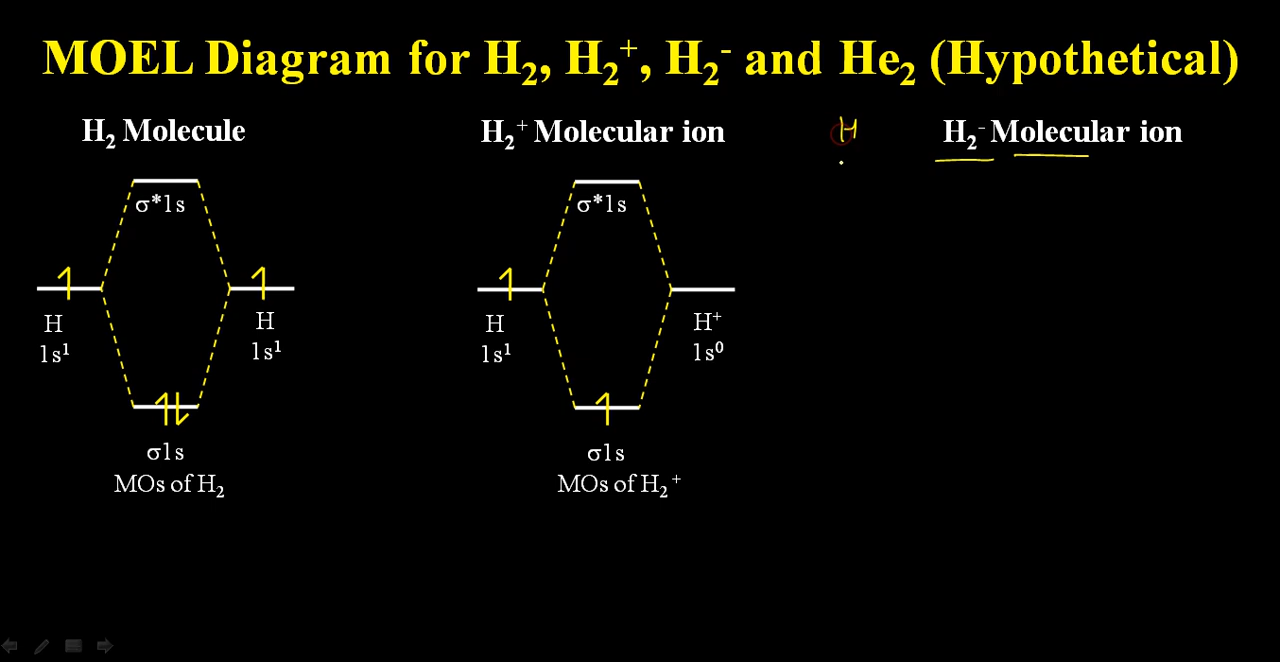 MOEL Diagram for H₂, H₂⁺, H₂⁻ and He₂ (Hypothetical)
H₂ Molecule
σ*1s
H
1s¹
H
1s¹
σ1s
MOs of H₂
H₂⁺ Molecular ion
σ*1s
H
1s¹
H⁺
1s⁰
σ1s
MOs of H₂⁺
H
H₂⁻ Molecular ion